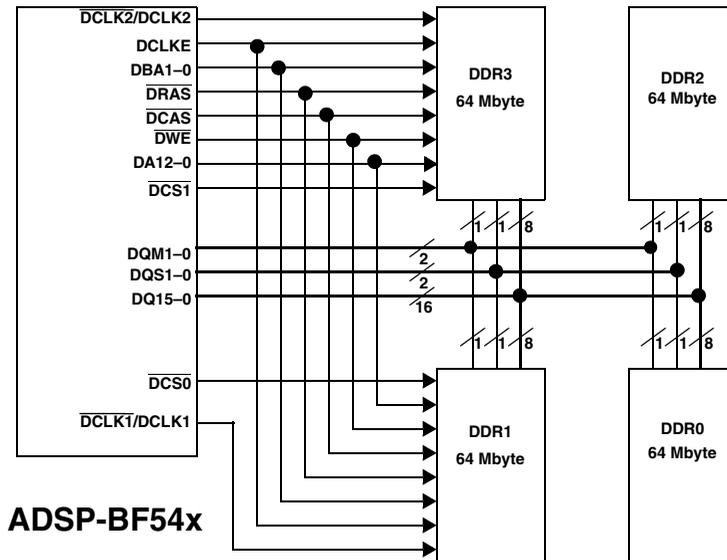 DCLK2/DCLK2
DCLKE
DBA1–0
DRAS
DCAS
DWE
DA12–0
DCS1
DDR3
64 Mbyte
DDR2
64 Mbyte
1
1
8
1
1
8
DQM1–0
2
DQS1–0
2
DQ15–0
16
1
1
8
1
1
8
DCS0
DCLK1/DCLK1
DDR1
64 Mbyte
DDR0
64 Mbyte
ADSP-BF54x